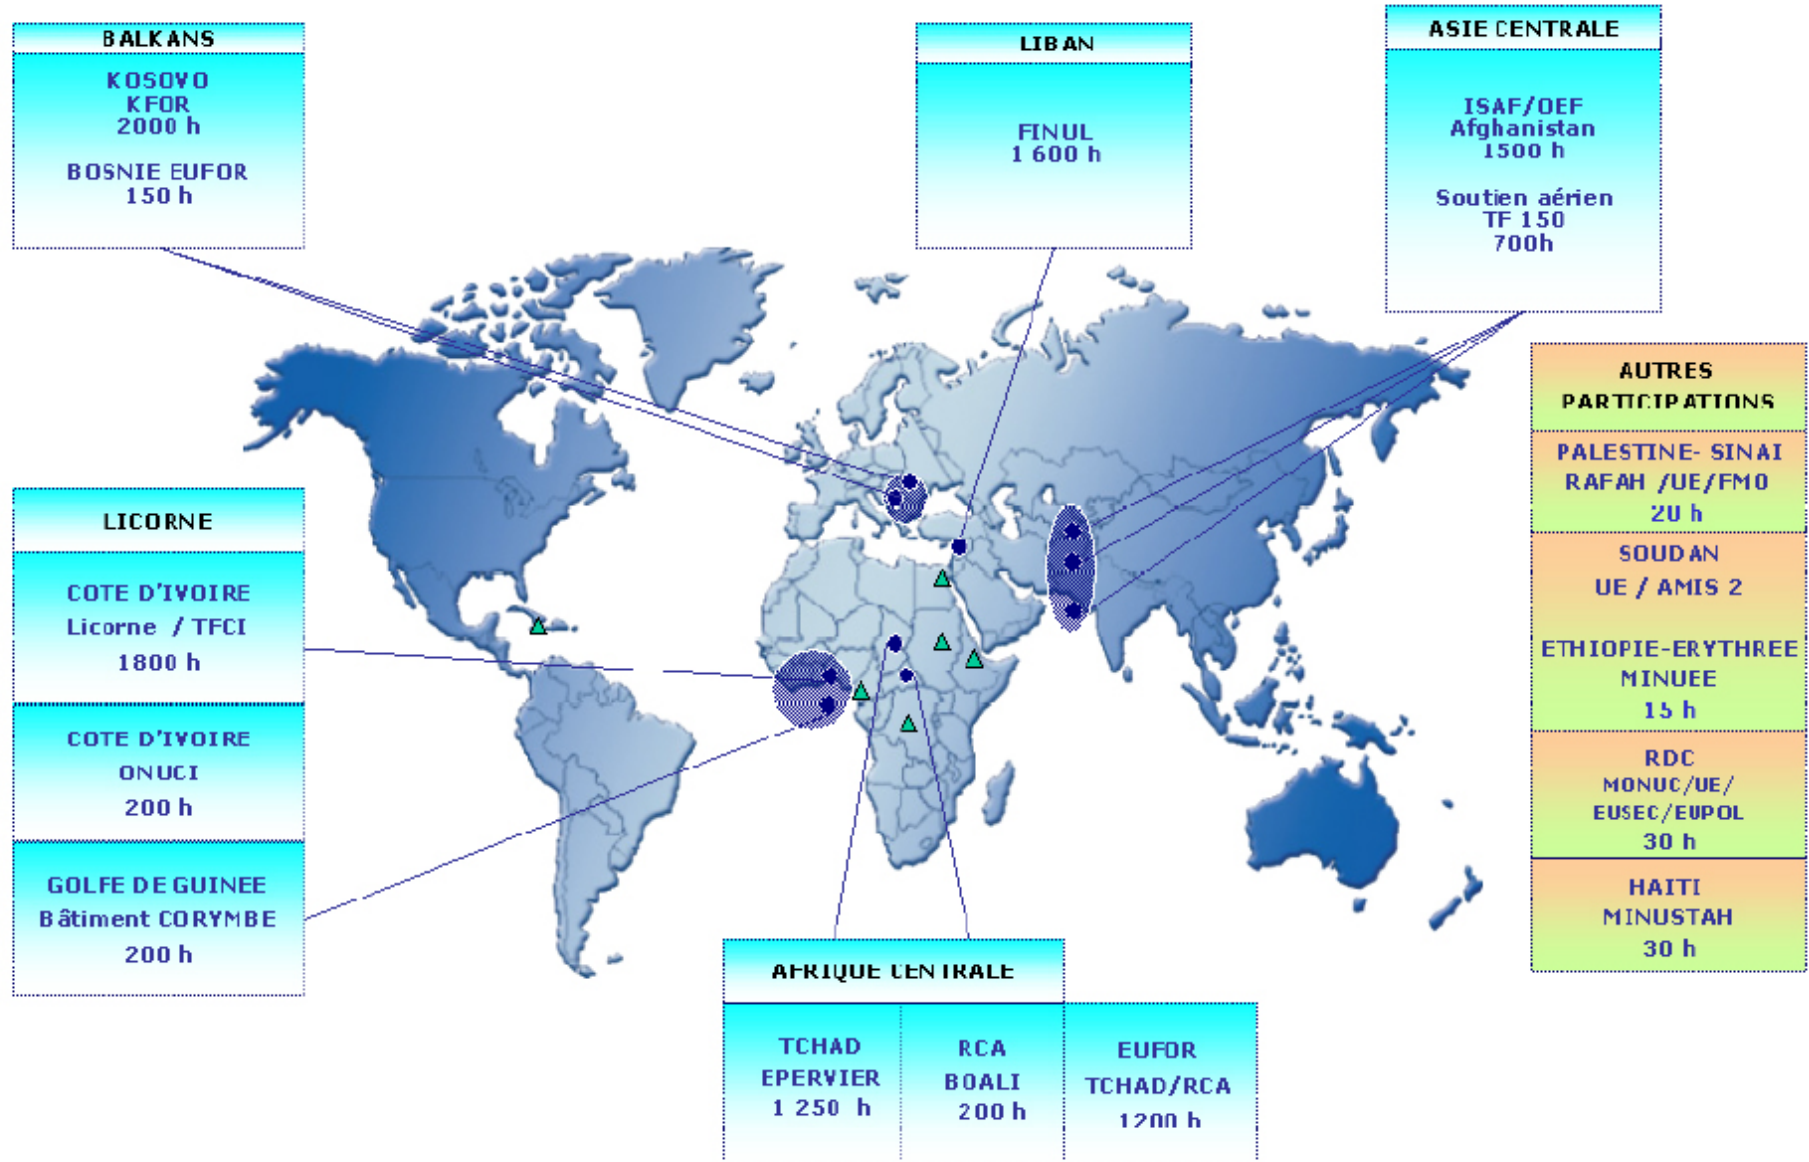 BALKANS
KOSOVO
KFOR
2000 h
BOSNIE EUFOR
150 h
LIBAN
FINUL
1 600 h
ASIE CENTRALE
ISAF/OEF
Afghanistan
1500 h
Soutien aérien
TF 150
700h
AUTRES
PARTICIPATIONS
PALESTINE- SINAI
RAFAH /UE/FMO
20 h
SOUDAN
UE / AMIS 2
ETHIOPIE-ERYTHREE
MINUEE
15 h
RDC
MONUC/UE/
EUSEC/EUPOL
30 h
HAITI
MINUSTAH
30 h
LICORNE
COTE D'IVOIRE
Licorne / TFCI
1800 h
COTE D'IVOIRE
ONUCI
200 h
GOLFE DE GUINEE
Bâtiment CORYMBE
200 h
AFRIQUE CENTRALE
TCHAD
EPERVIER
1 250 h
RCA
BOALI
200 h
EUFOR
TCHAD/RCA
1200 h